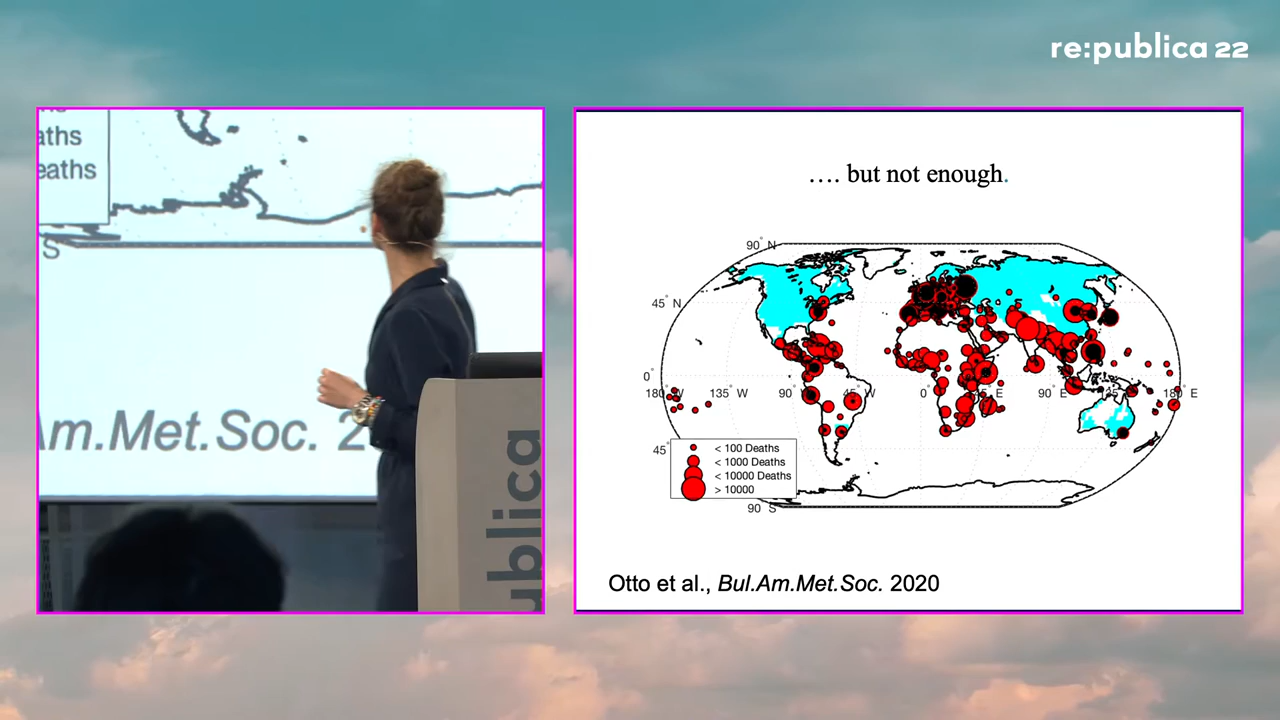 re:publica 22
aths
eaths
S
Am.Met.Soc. 2
ublica
…. but not enough.
90° N
45° N
0°
180° W
135° W
90°
45° W
0°
45° E
90° E
135° E
180° E
45°
90° S
< 100 Deaths
< 1000 Deaths
< 10000 Deaths
> 10000
Otto et al., Bul.Am.Met.Soc. 2020